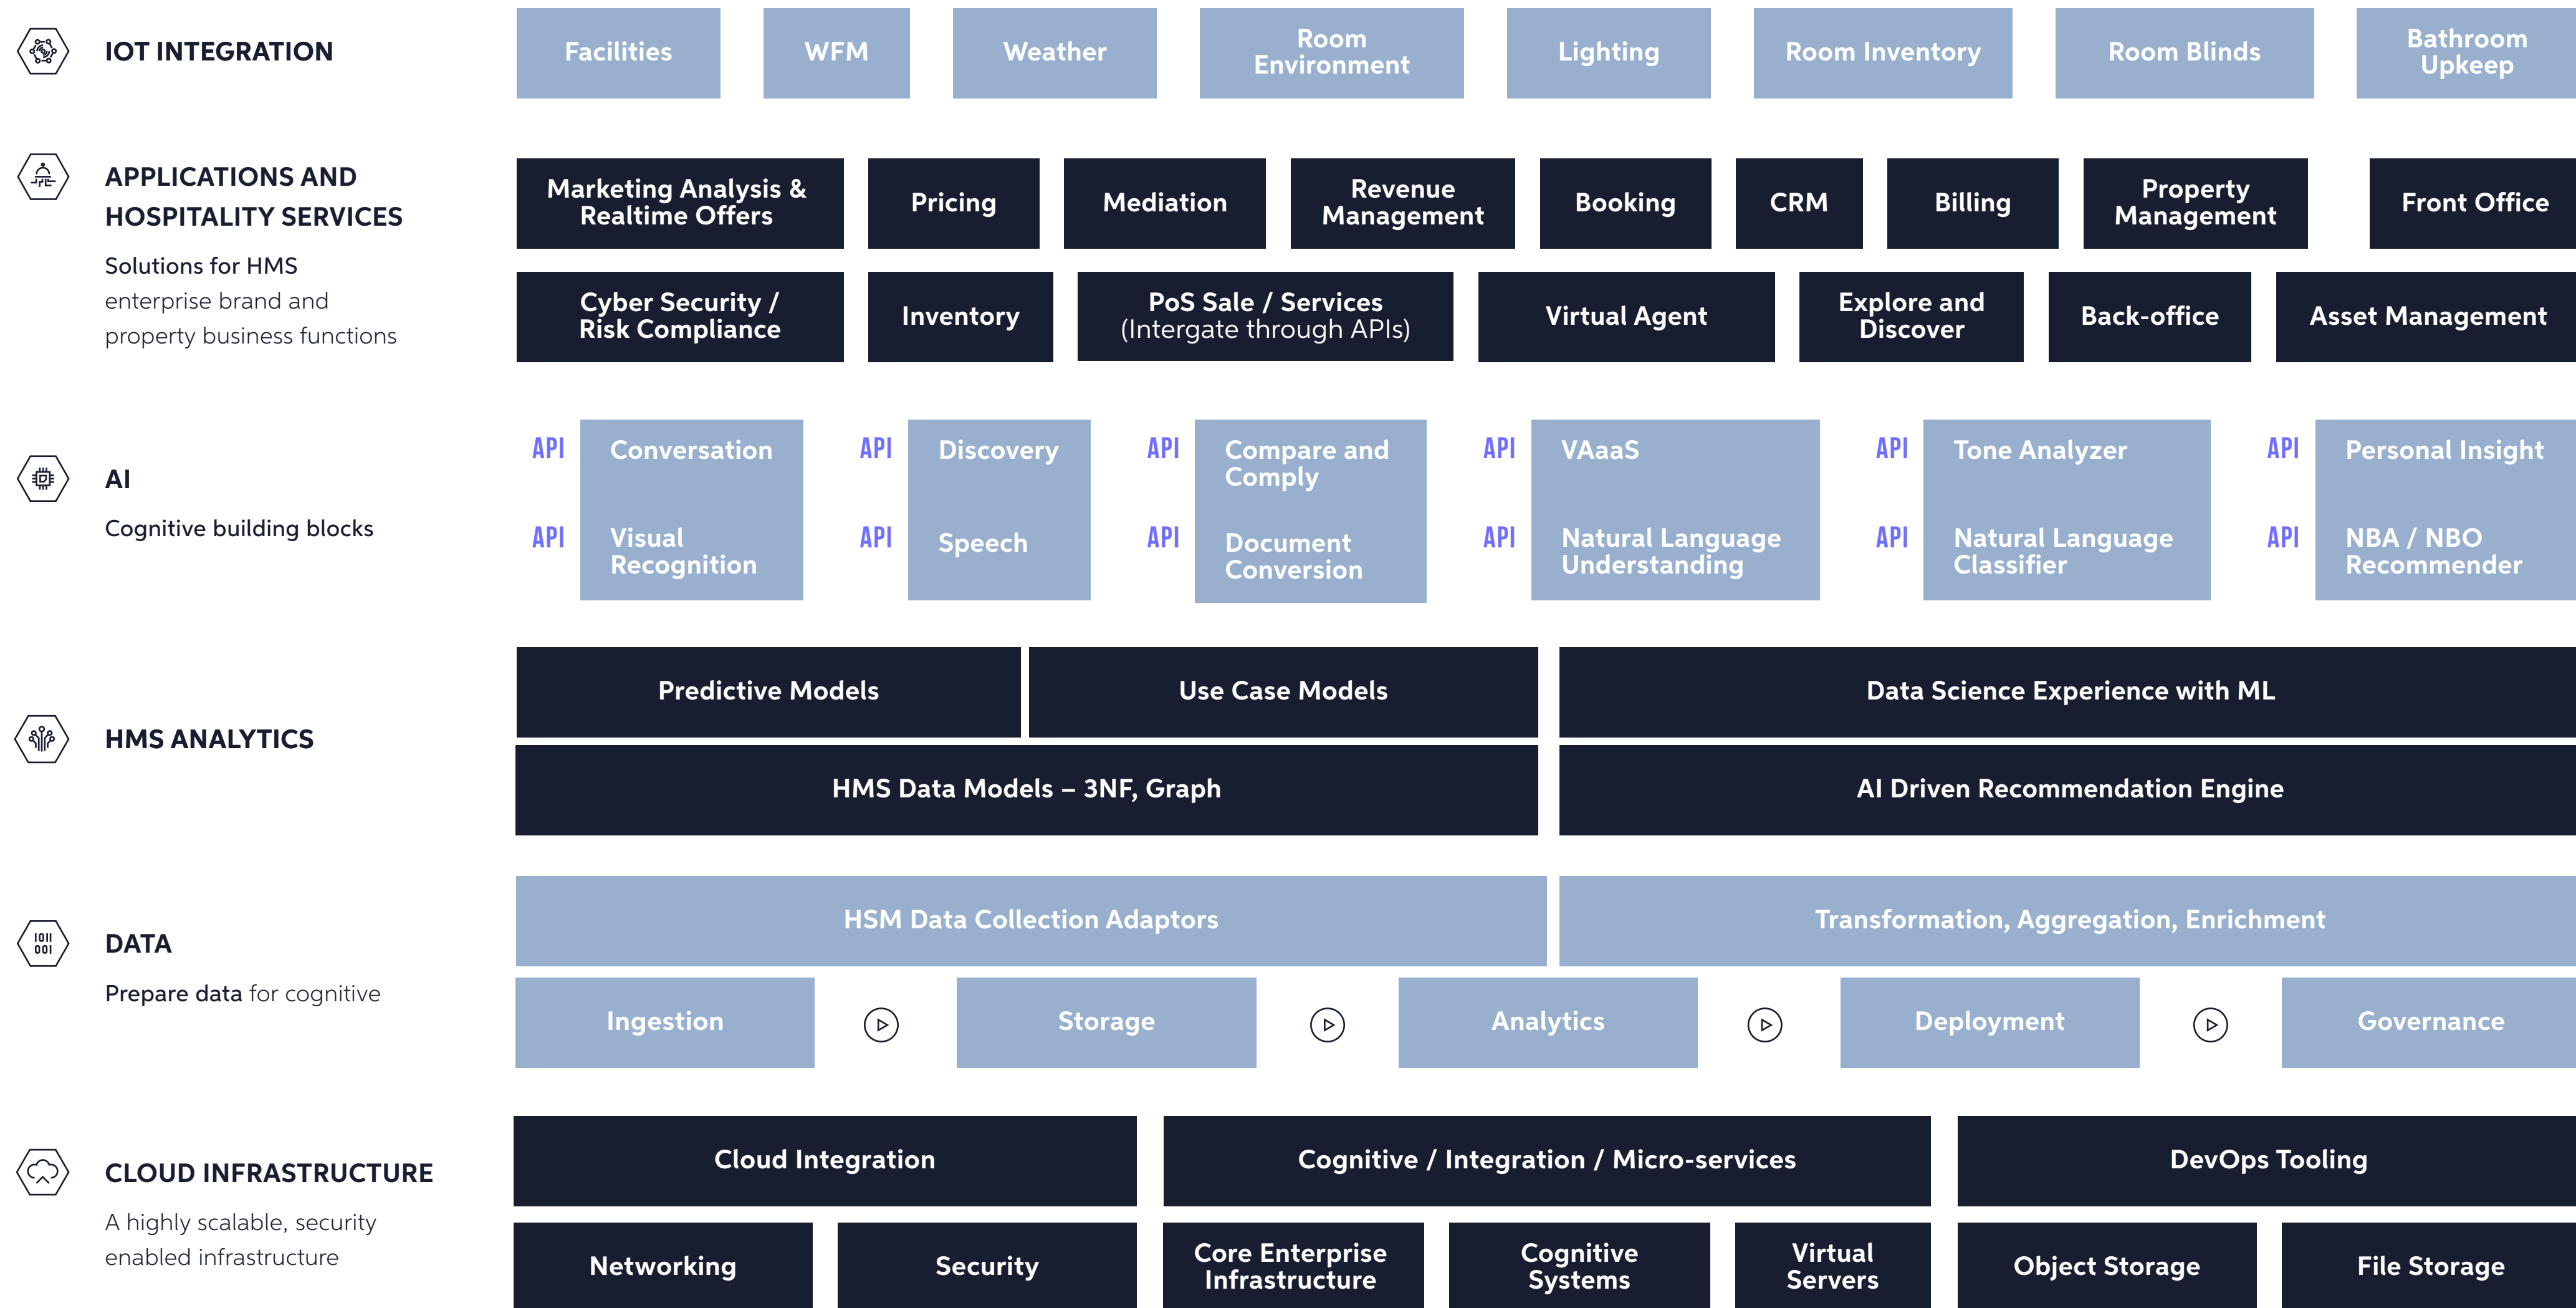 IOT INTEGRATION
Facilities
WFM
Weather
Room
Environment
Lighting
Room Inventory
Room Blinds
Bathroom
Upkeep
APPLICATIONS AND
HOSPITALITY SERVICES
Solutions for HMS
enterprise brand and
property business functions
Marketing Analysis &
Realtime Offers
Pricing
Mediation
Revenue
Management
Booking
CRM
Billing
Property
Management
Front Office
Cyber Security /
Risk Compliance
Inventory
PoS Sale / Services
(Intergate through APIs)
Virtual Agent
Explore and
Discover
Back-office
Asset Management
AI
Cognitive building blocks
API
Conversation
API
Discovery
API
Compare and
Comply
API
VAaaS
API
Tone Analyzer
API
Personal Insight
API
Visual
Recognition
API
Speech
API
Document
Conversion
API
Natural Language
Understanding
API
Natural Language
Classifier
API
NBA / NBO
Recommender
HMS ANALYTICS
Predictive Models
Use Case Models
Data Science Experience with ML
HMS Data Models – 3NF, Graph
AI Driven Recommendation Engine
1011
001
DATA
Prepare data for cognitive
HSM Data Collection Adaptors
Transformation, Aggregation, Enrichment
Ingestion
Storage
Analytics
Deployment
Governance
CLOUD INFRASTRUCTURE
A highly scalable, security
enabled infrastructure
Cloud Integration
Cognitive / Integration / Micro-services
DevOps Tooling
Networking
Security
Core Enterprise
Infrastructure
Cognitive
Systems
Virtual
Servers
Object Storage
File Storage